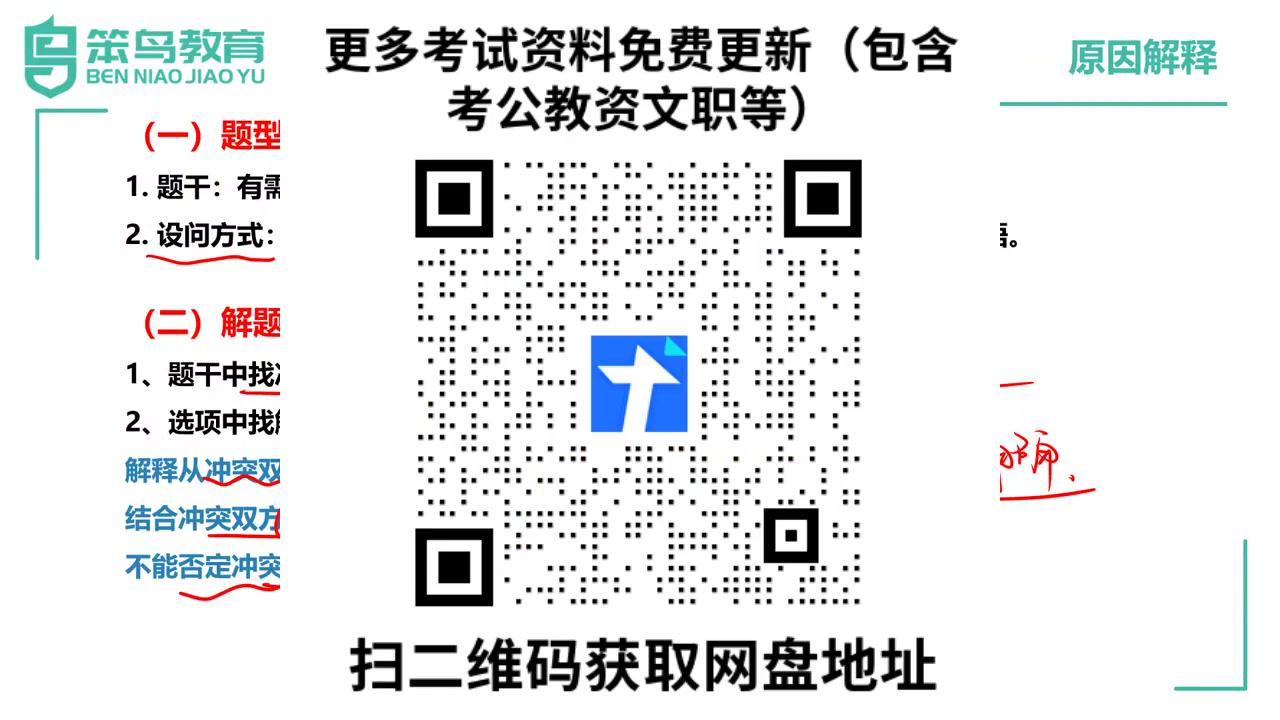 笨鸟教育
BEN NIAO JIAO YU
更多考试资料免费更新（包含
考公教资文职等）
原因解释
（一）题型
1. 题干：有需
2. 设问方式：
语。
（二）解题
1、题干中找
2、选项中找
解释从冲突双
结合冲突双方
不能否定冲突
扫二维码获取网盘地址